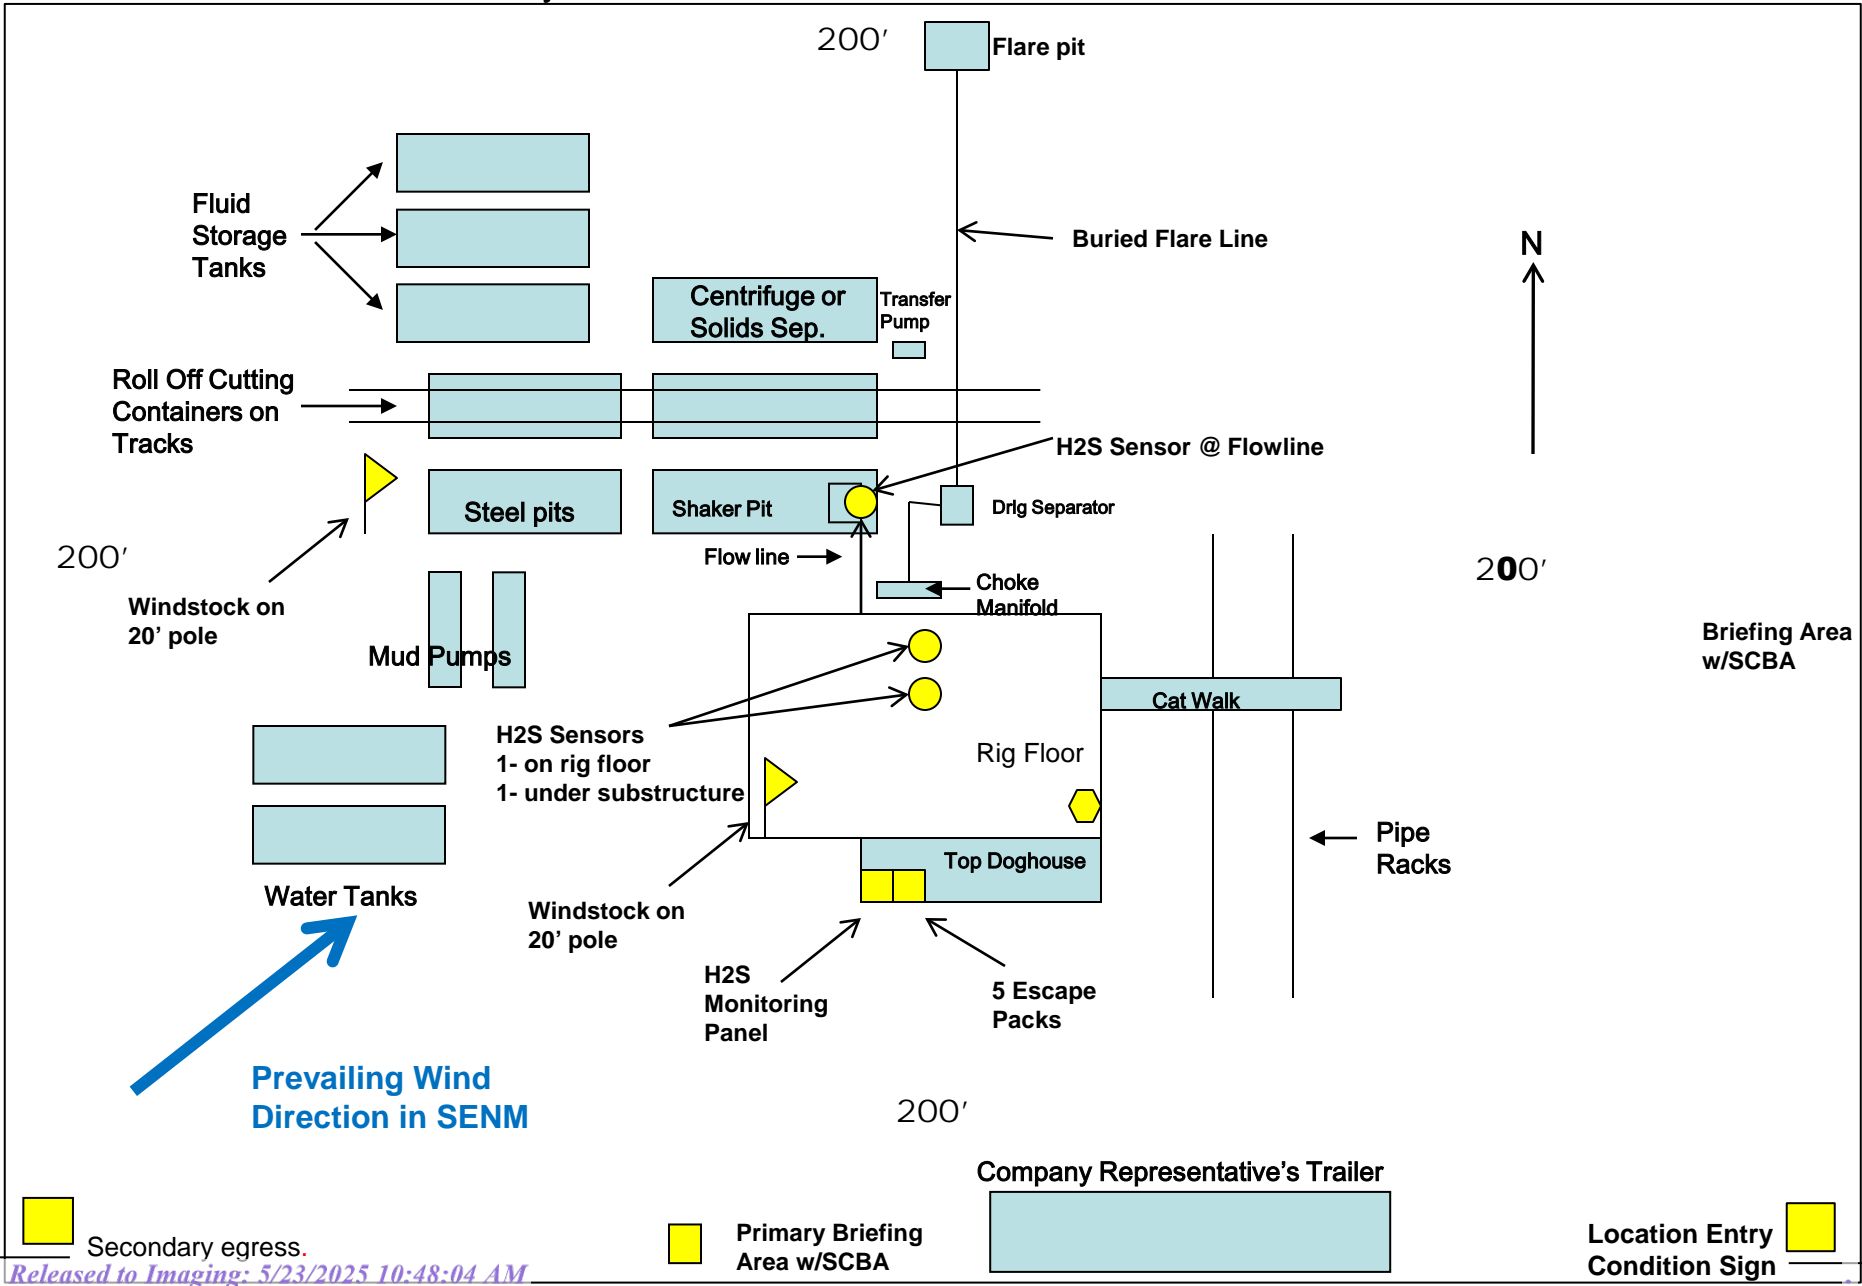 200'
Flare pit
Fluid
Storage
Tanks
Buried Flare Line
N
Centrifuge or
Solids Sep.
Transfer
Pump
Roll Off Cutting
Containers on
Tracks
H2S Sensor @ Flowline
Steel pits
Shaker Pit
Drlg Separator
200'
Flow line
200'
Choke
Manifold
Windstock on
20' pole
Mud Pumps
Briefing Area
w/SCBA
Cat Walk
H2S Sensors
1- on rig floor
1- under substructure
Rig Floor
Pipe
Racks
Top Doghouse
Water Tanks
Windstock on
20' pole
H2S
Monitoring
Panel
5 Escape
Packs
Prevailing Wind
Direction in SENM
200'
Company Representative's Trailer
Secondary egress.
Primary Briefing
Area w/SCBA
Location Entry
Condition Sign
Released to Imaging: 5/23/2025 10:48:04 AM